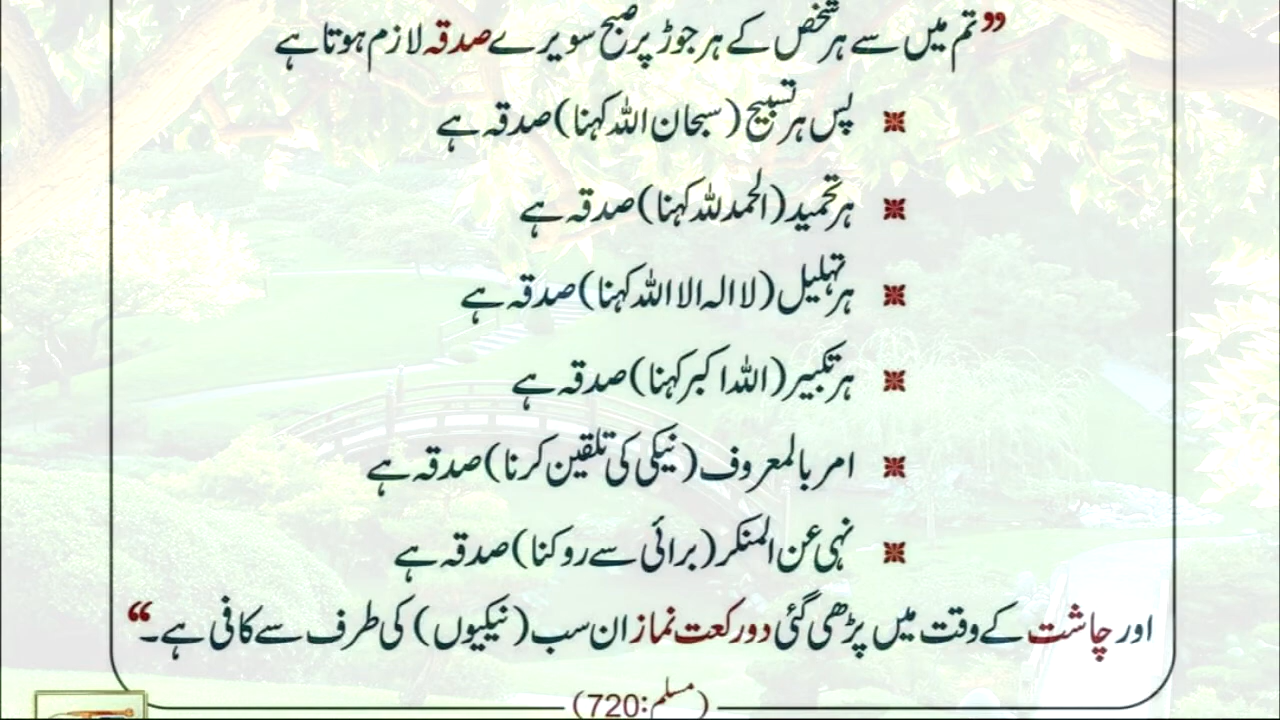 ”تم میں سے ہر شخص کے ہر جوڑ پر صبح سویرے صدقہ لازم ہوتا ہے
پس ہر تسبیح (سبحان اللہ کہنا) صدقہ ہے
ہر تحمید (الحمد للہ کہنا) صدقہ ہے
ہر تہلیل (لا الہ الا اللہ کہنا) صدقہ ہے
ہر تکبیر (اللہ اکبر کہنا) صدقہ ہے
امر بالمعروف (نیکی کی تلقین کرنا) صدقہ ہے
نہی عن المنکر (برائی سے روکنا) صدقہ ہے
اور چاشت کے وقت میں پڑھی گئی دو رکعت نماز ان سب (نیکیوں) کی طرف سے کافی ہے۔“
(مسلم: 720)